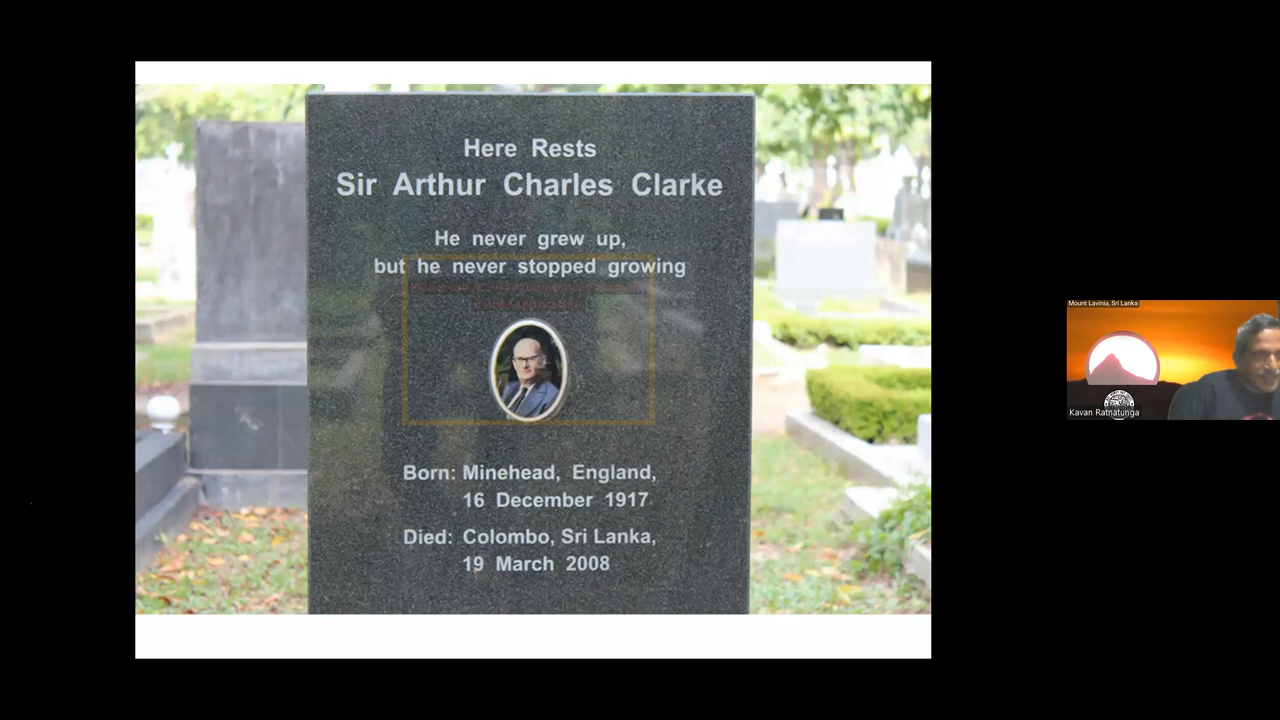 Here Rests
Sir Arthur Charles Clarke
He never grew up,
but he never stopped growing
Born: Minehead, England,
16 December 1917
Died: Colombo, Sri Lanka,
19 March 2008
Mount Lavinia, Sri Lanka
Kavan Ratnatunga